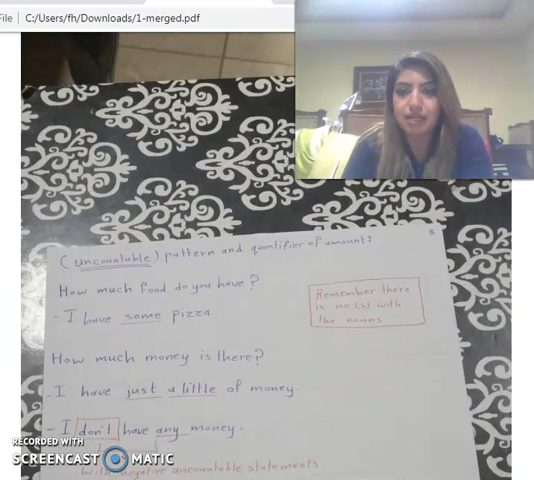 File | C:/Users/fh/Downloads/1-merged.pdf
5
(uncountable) pattern and quantifier of amount:
How much food do you have?
- I have some pizza
Remember there
is no (s) with
the nouns
How much money is there?
- I have just a little of money.
- I don't have any money.
With negative uncountable statements
RECORDED WITH
SCREENCAST MATIC